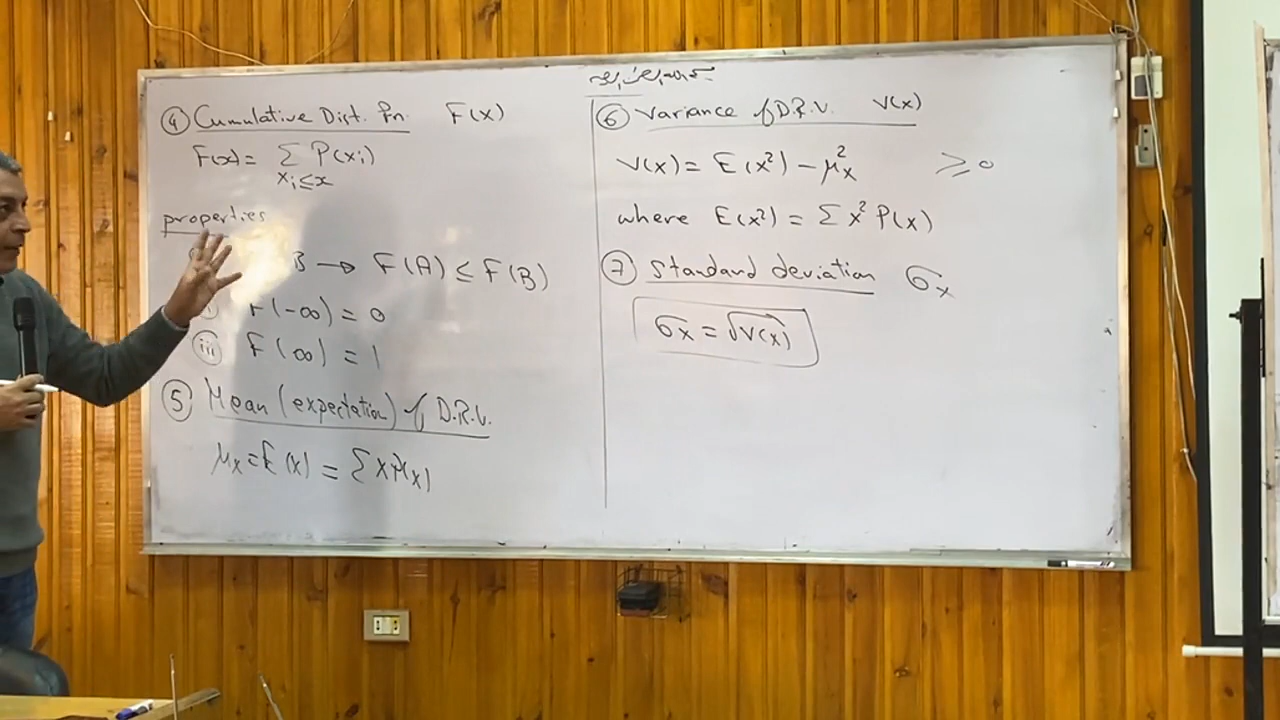 ④ Cumulative Dist. Fn. F(x)
F(x) = Σ P(xi)
xi ≤ x
properties
B → F(A) ≤ F(B)
F(-∞) = 0
iii F(∞) = 1
⑤ Mean (expectation) of D.R.V.
μx = E(x) = Σ x P(x)
⑥ Variance of D.R.V. V(x)
V(x) = E(x²) - μx² ≥ 0
where E(x²) = Σ x² P(x)
⑦ Standard deviation σx
σx = √V(x)